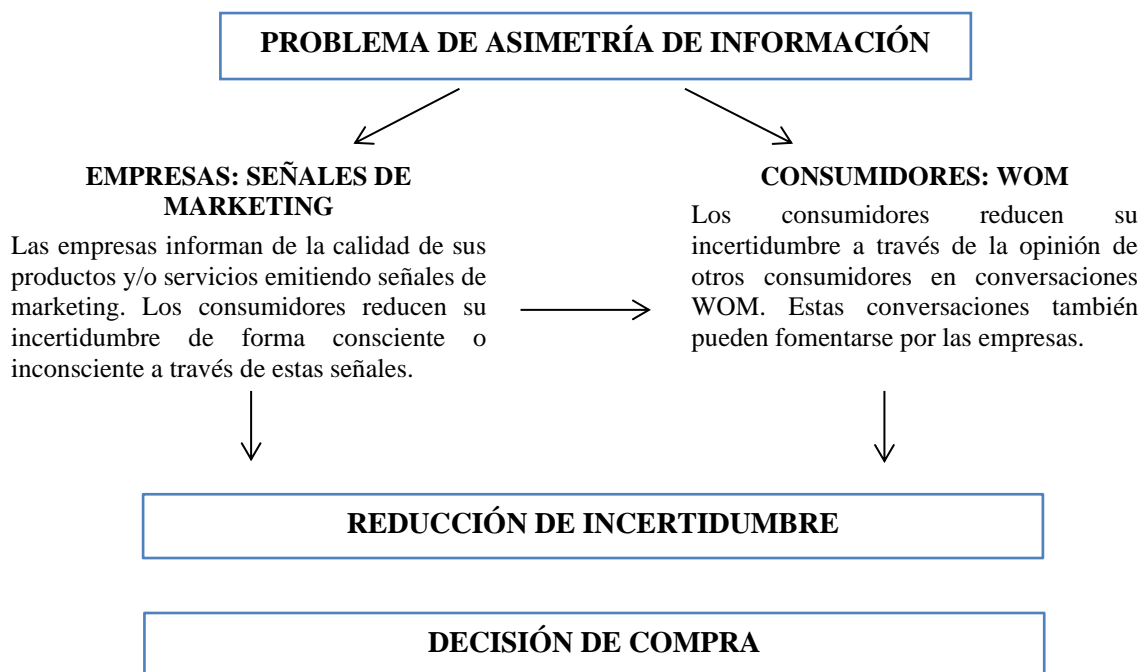 PROBLEMA DE ASIMETRÍA DE INFORMACIÓN
EMPRESAS: SEÑALES DE
MARKETING
Las empresas informan de la calidad de sus
productos y/o servicios emitiendo señales de
marketing. Los consumidores reducen su
incertidumbre de forma consciente o
inconsciente a través de estas señales.
CONSUMIDORES: WOM
Los consumidores reducen su
incertidumbre a través de la opinión de
otros consumidores en conversaciones
WOM. Estas conversaciones también
pueden fomentarse por las empresas.
REDUCCIÓN DE INCERTIDUMBRE
DECISIÓN DE COMPRA